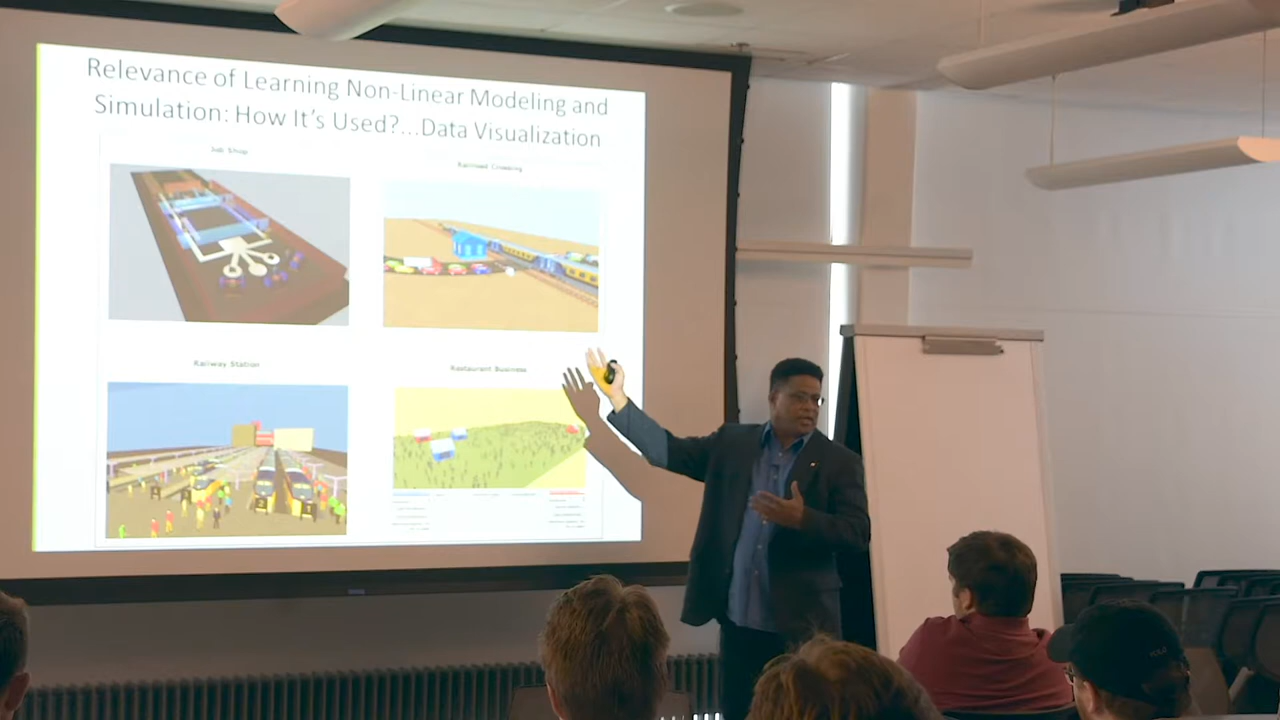 Relevance of Learning Non-Linear Modeling and
Simulation: How It's Used?...Data Visualization
Job Shop
Railroad Crossing
Railway Station
Restaurant Business